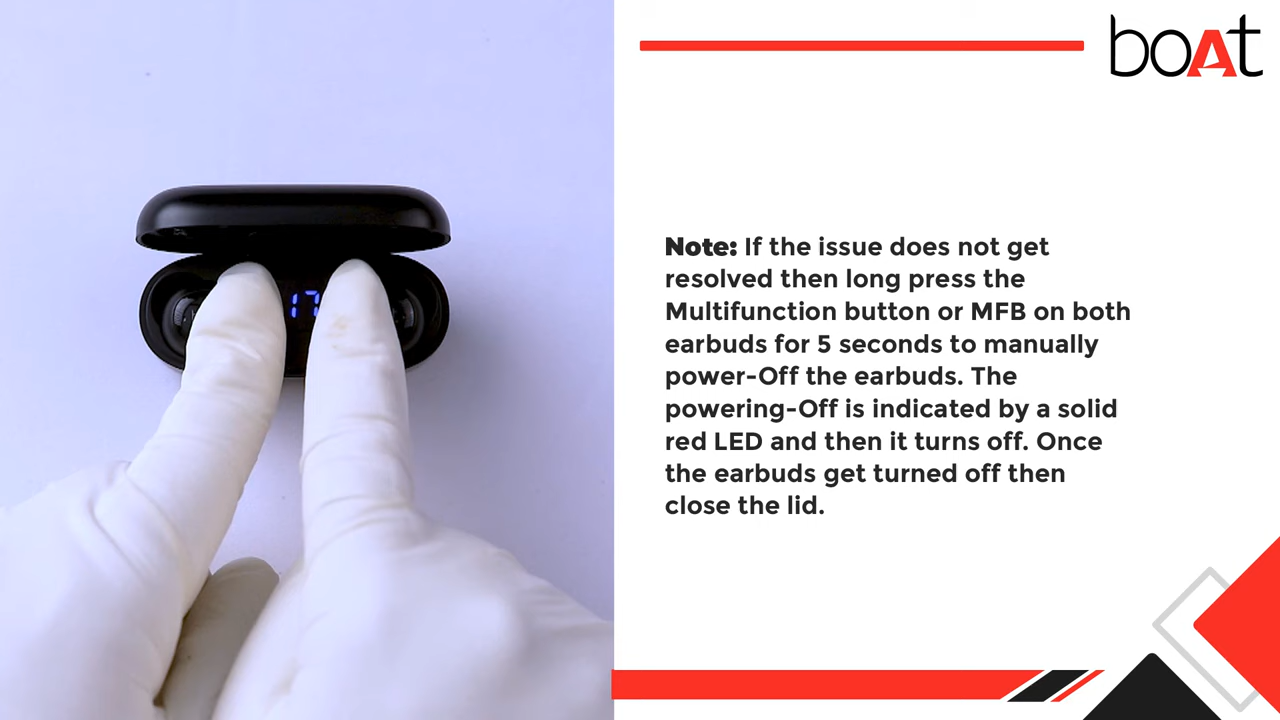 boAt
17
Note: If the issue does not get
resolved then long press the
Multifunction button or MFB on both
earbuds for 5 seconds to manually
power-Off the earbuds. The
powering-Off is indicated by a solid
red LED and then it turns off. Once
the earbuds get turned off then
close the lid.